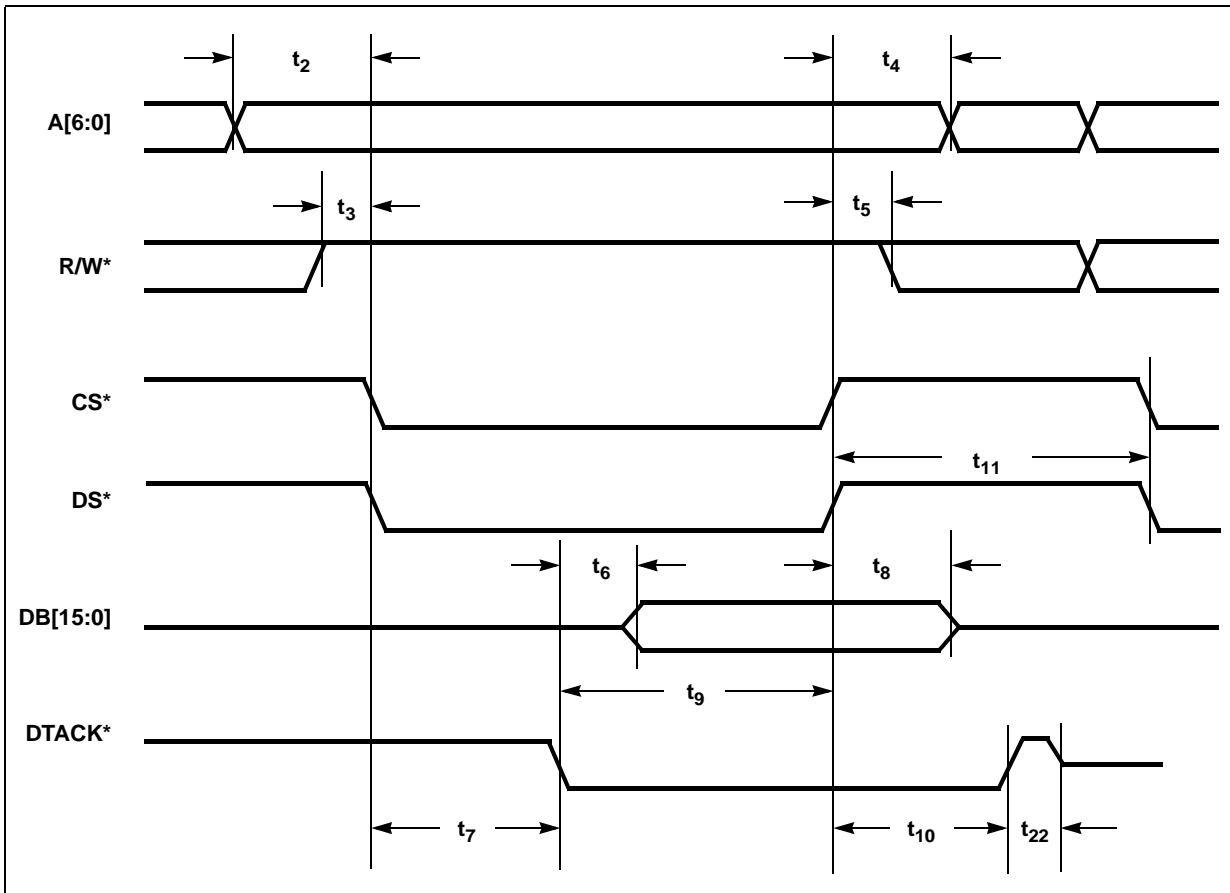 t2
t4
A[6:0]
t3
t5
R/W*
CS*
t11
DS*
t6
t8
DB[15:0]
t9
DTACK*
t7
t10
t22